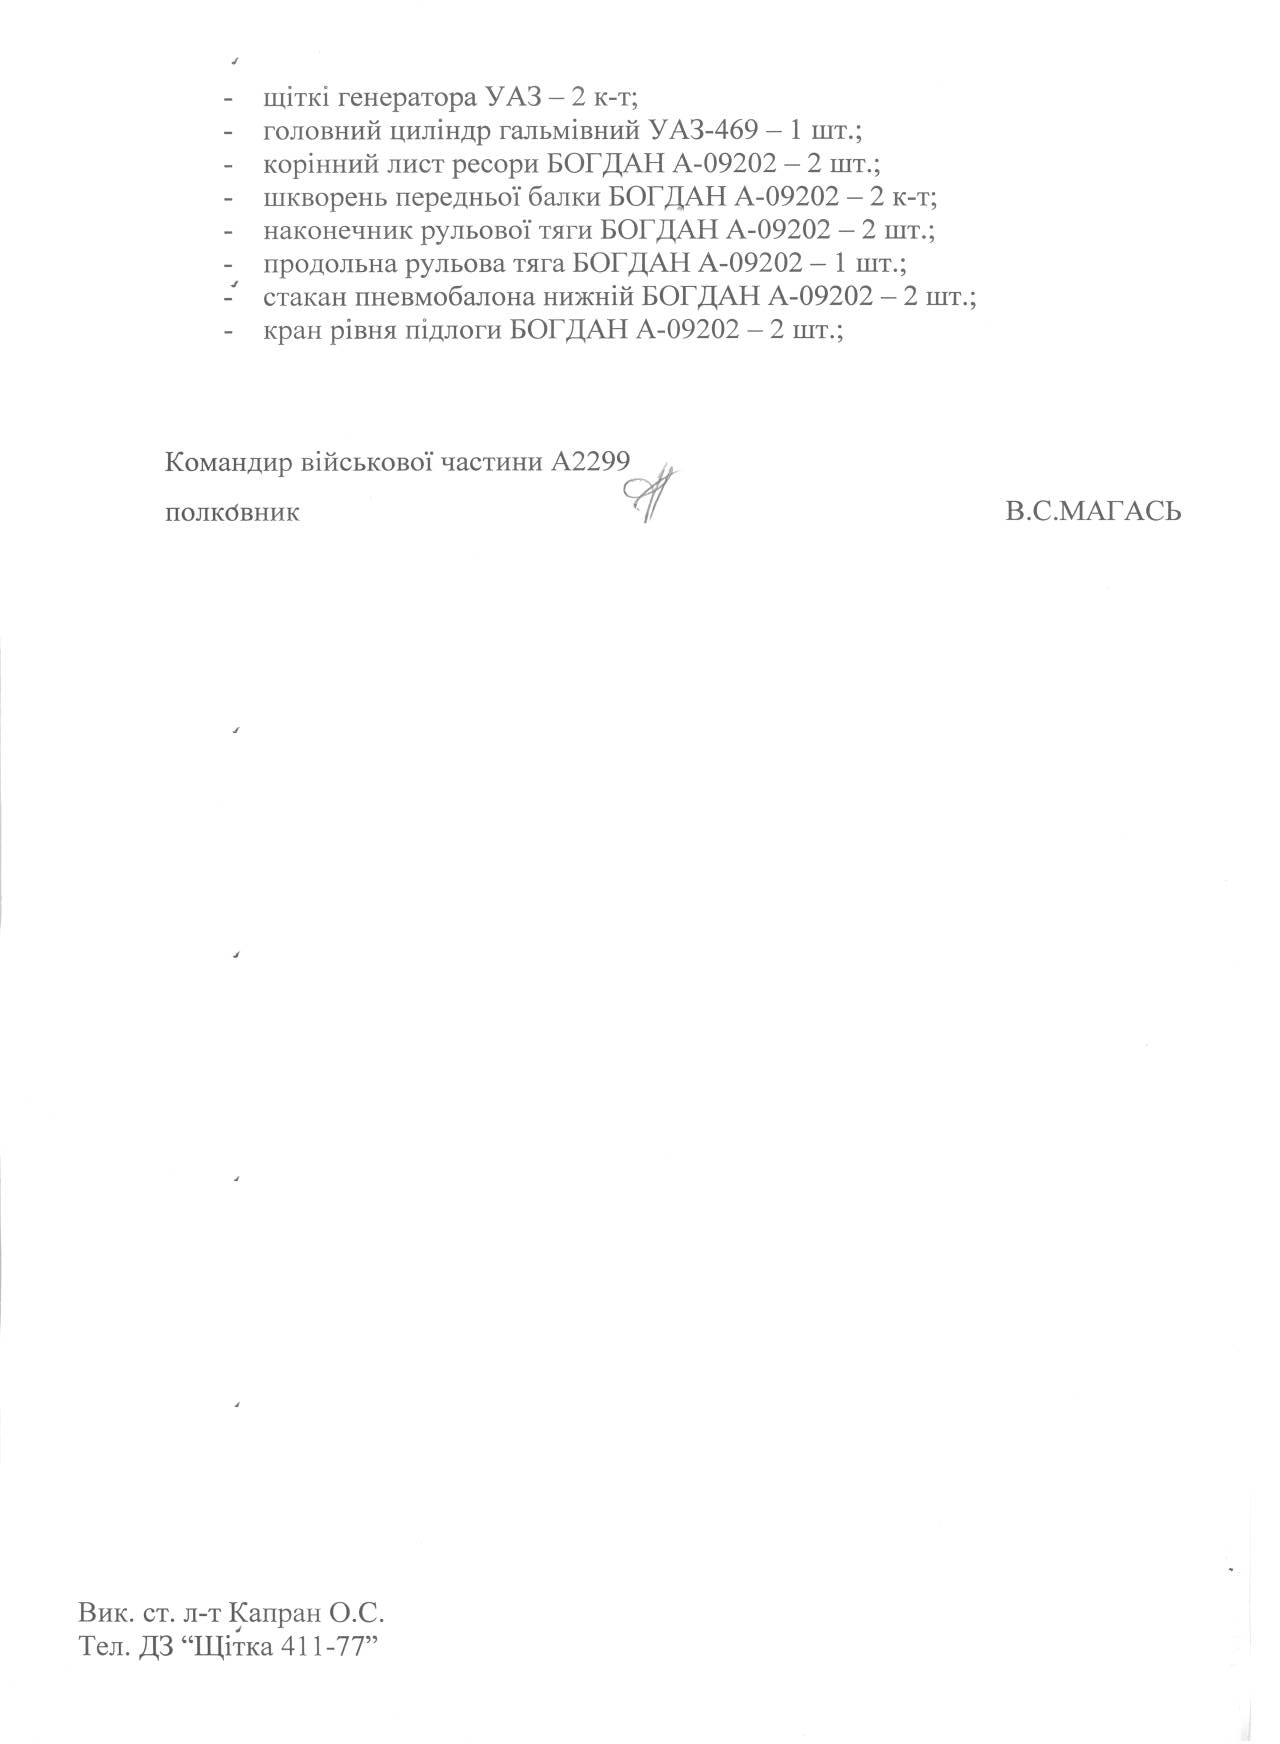 - щіткі генератора УАЗ – 2 к-т;
- головний циліндр гальмівний УАЗ-469 – 1 шт.;
- корінний лист ресори БОГДАН А-09202 – 2 шт.;
- шкворень передньої балки БОГДАН А-09202 – 2 к-т;
- наконечник рульової тяги БОГДАН А-09202 – 2 шт.;
- продольна рульова тяга БОГДАН А-09202 – 1 шт.;
- стакан пневмобалона нижній БОГДАН А-09202 – 2 шт.;
- кран рівня підлоги БОГДАН А-09202 – 2 шт.;
Командир військової частини А2299
полковник В.С.МАГАСЬ
Вик. ст. л-т Капран О.С.
Тел. ДЗ “Щітка 411-77”